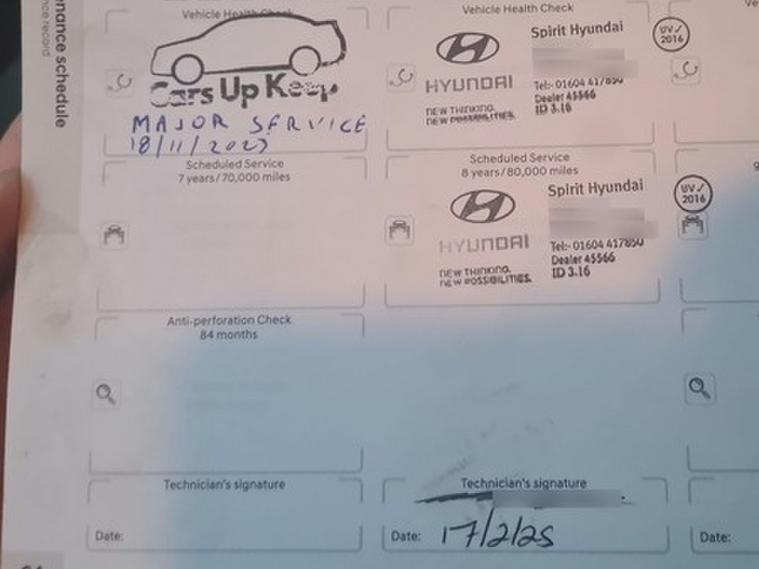 nance schedule
nce record
Vehicle Health Check
Cars Up Keep
MAJOR SERVICE
18/11/2023
Scheduled Service
7 years/70,000 miles
Anti-perforation Check
84 months
Technician's signature
Date:
Vehicle Health Check
HYUNDAI
NEW THINKING.
NEW POSSIBILITIES.
Spirit Hyundai
Tel:- 01604 417850
Dealer 45566
ID 3.16
UV✓
2016
Scheduled Service
8 years/80,000 miles
HYUNDAI
NEW THINKING.
NEW POSSIBILITIES.
Spirit Hyundai
Tel:- 01604 417850
Dealer 45566
ID 3.16
UV✓
2016
Technician's signature
Date: 17/2/25
Date: